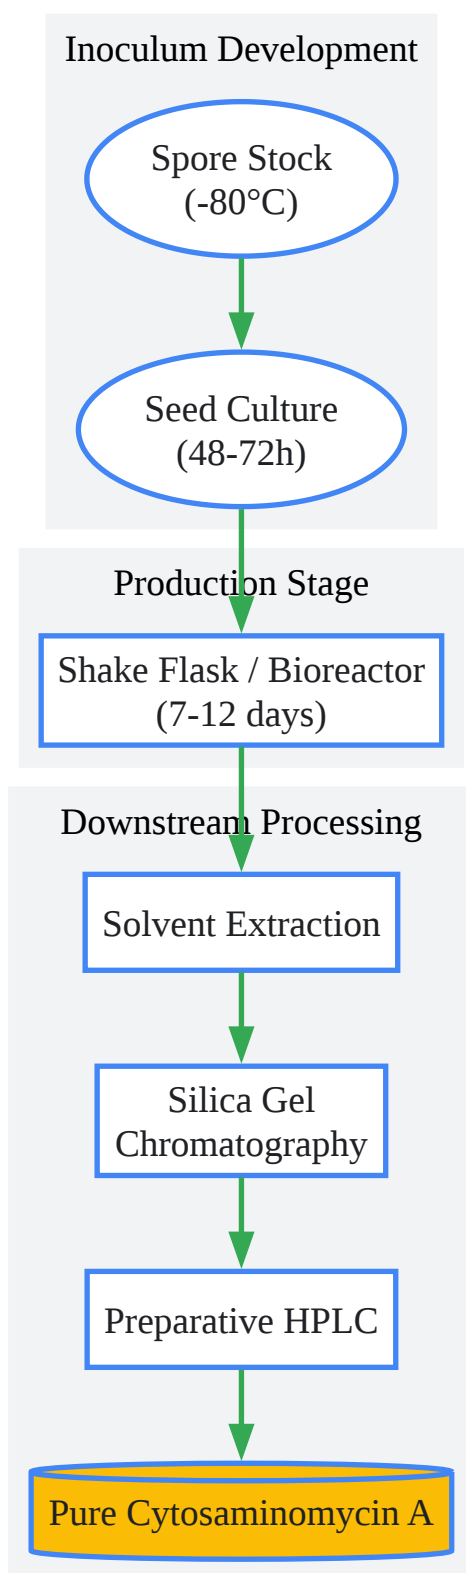 Inoculum Development
Spore Stock
(-80°C)
Seed Culture
(48-72h)
Production Stage
Shake Flask / Bioreactor
(7-12 days)
Downstream Processing
Solvent Extraction
Silica Gel
Chromatography
Preparative HPLC
Pure Cytosaminomycin A